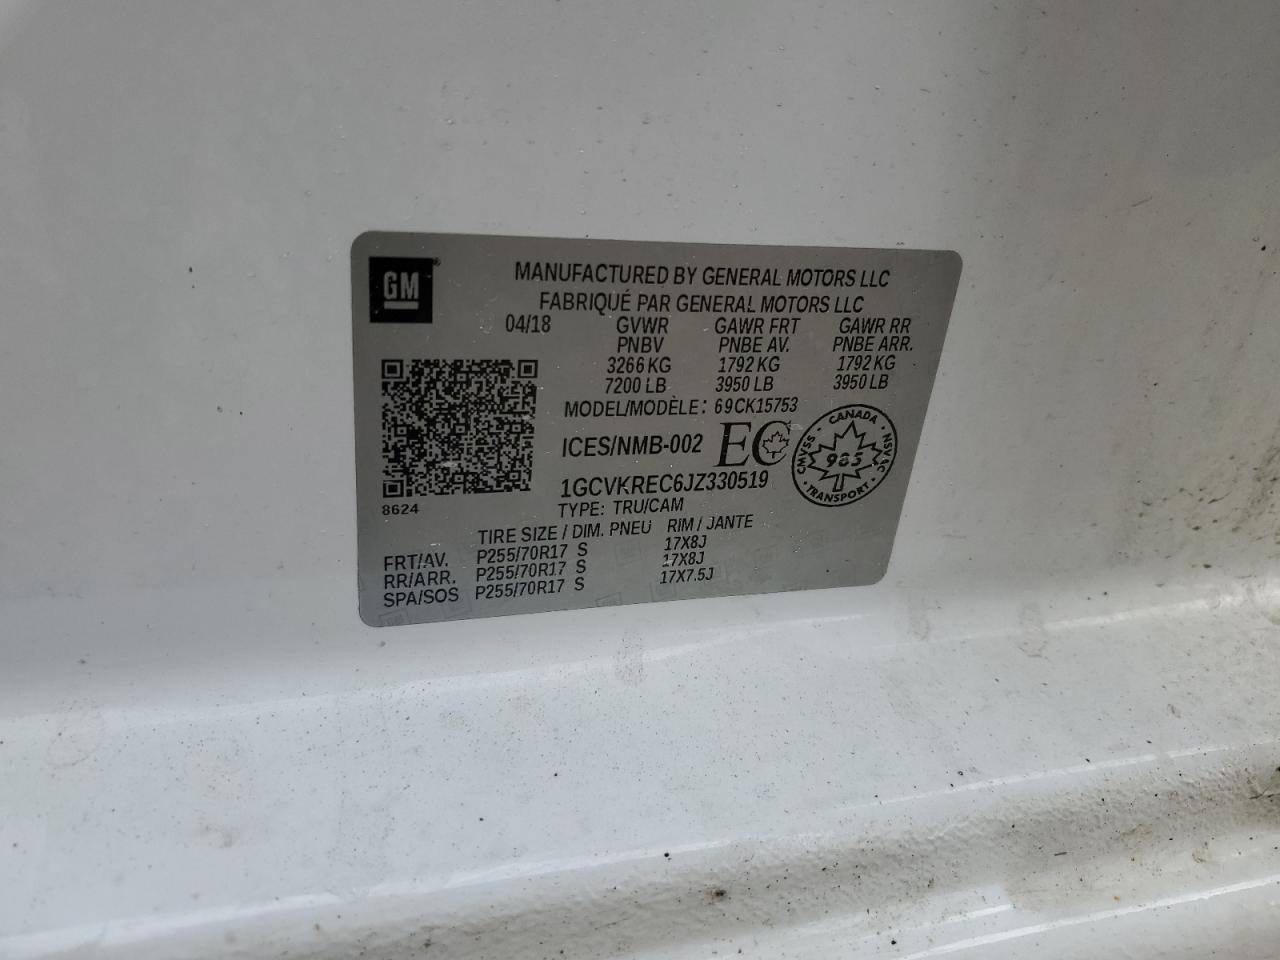 GM
MANUFACTURED BY GENERAL MOTORS LLC
FABRIQUÉ PAR GENERAL MOTORS LLC
04/18 GVWR GAWR FRT GAWR RR
PNBV PNBE AV. PNBE ARR.
3266 KG 1792 KG 1792 KG
7200 LB 3950 LB 3950 LB
MODEL/MODÈLE: 69CK15753
ICES/NMB-002 EC
CANADA
CMVSS 985 NSVAC
TRANSPORT
1GCVKREC6JZ330519
TYPE: TRU/CAM
8624
TIRE SIZE / DIM. PNEU RIM / JANTE
FRT/AV. P255/70R17 S 17X8J
RR/ARR. P255/70R17 S 17X8J
SPA/SOS P255/70R17 S 17X7.5J